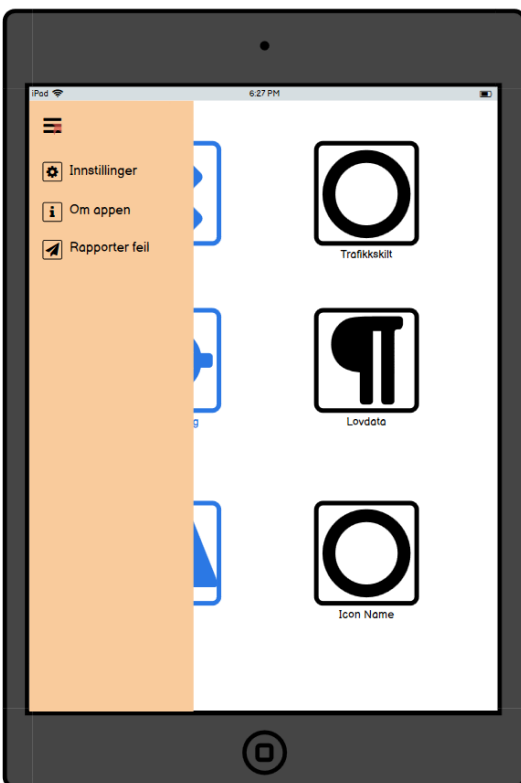 iPad 6:27 PM
Innstillinger
Om appen
Rapporter feil
Trafikkskilt
g
Lovdata
Icon Name